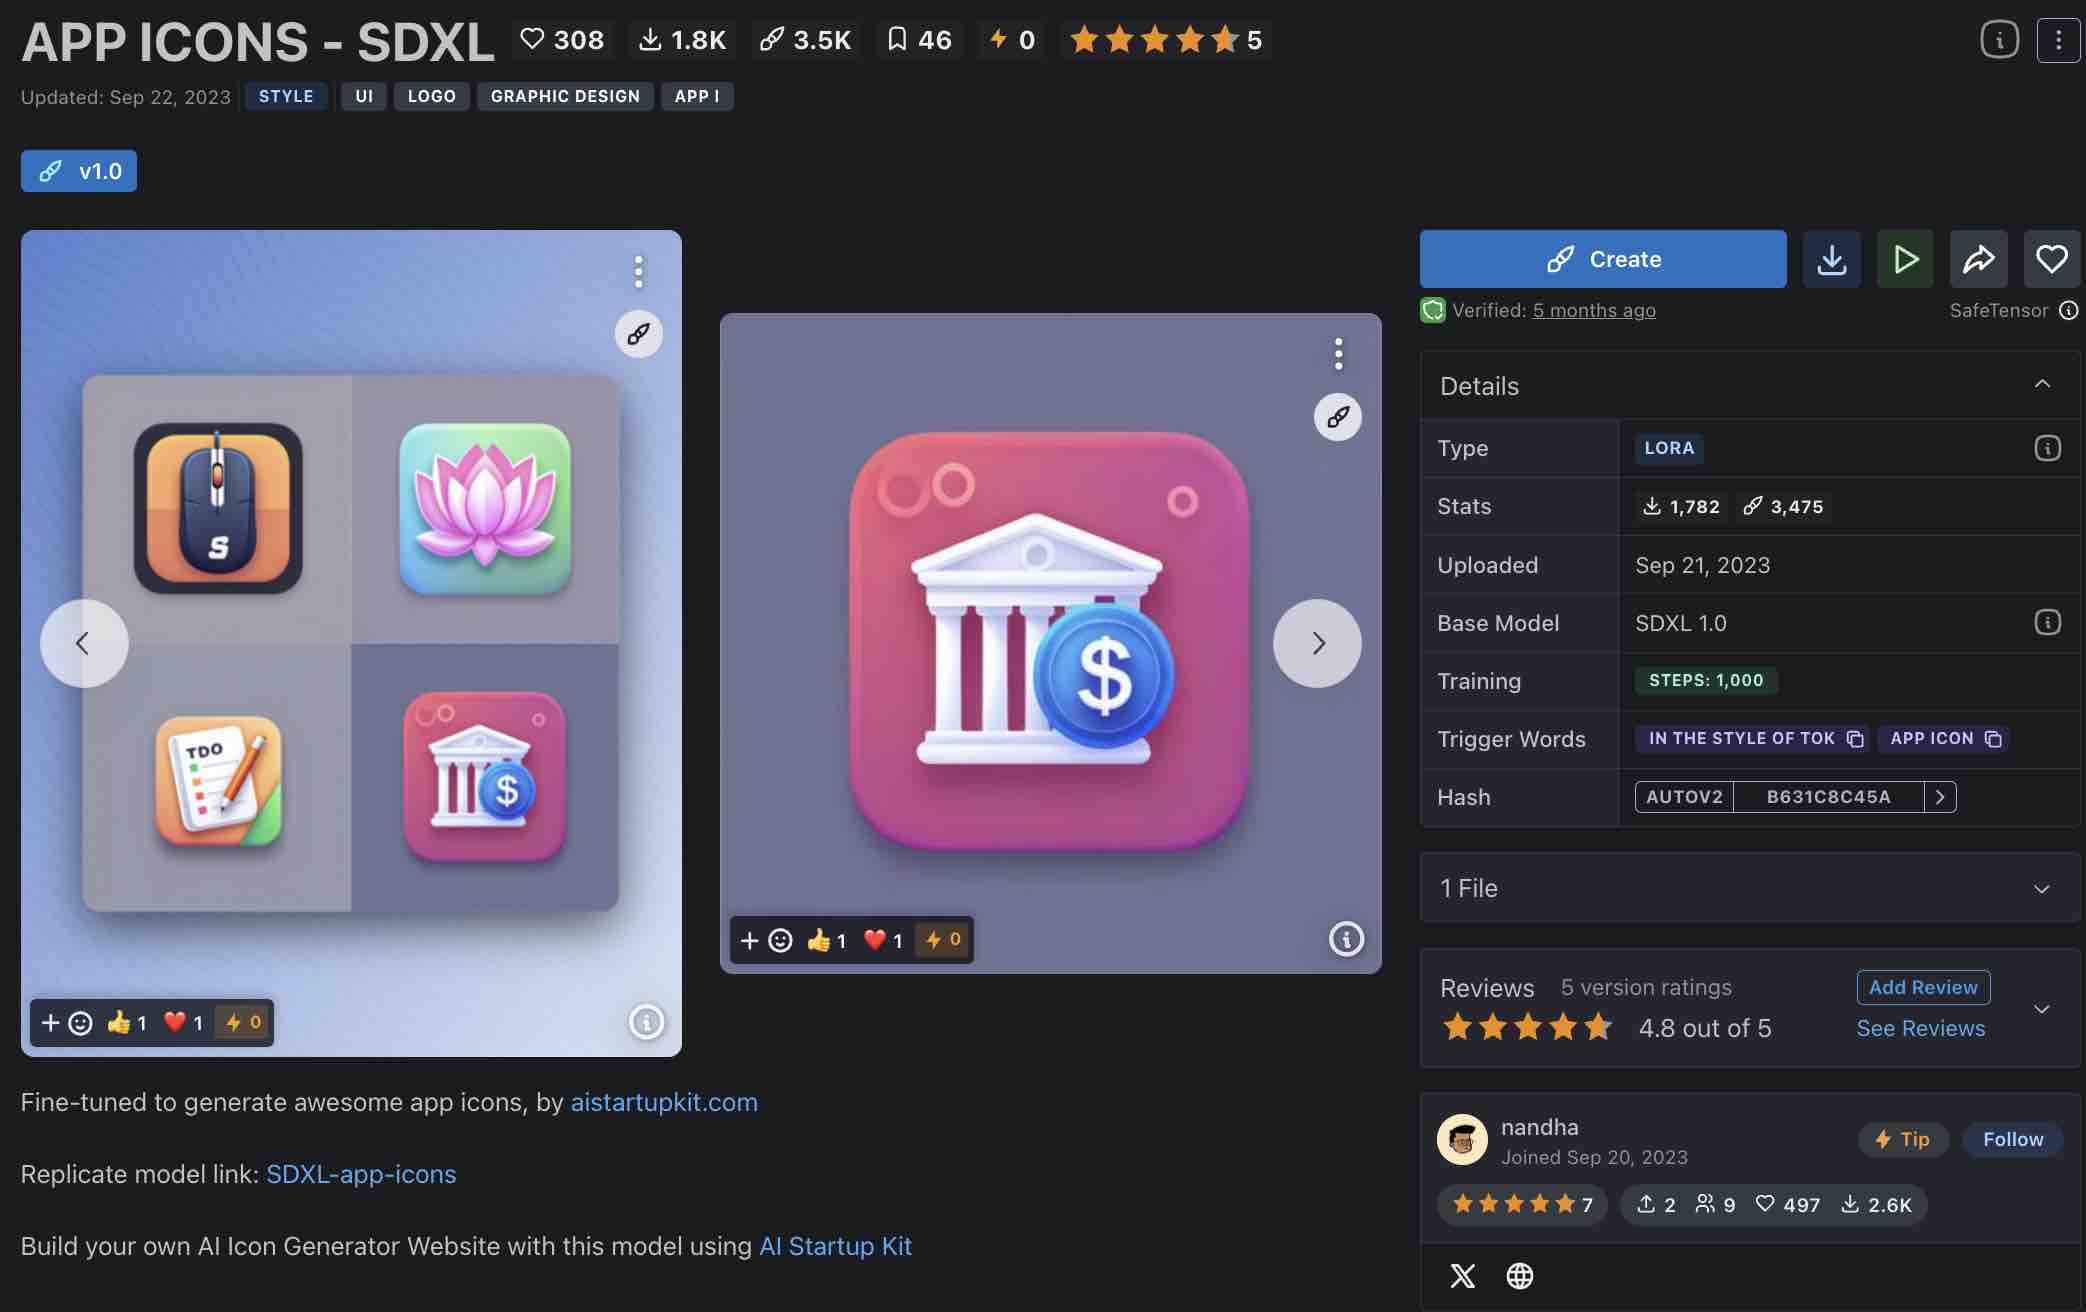 APP ICONS - SDXL 308 1.8K 3.5K 46 0 5
Updated: Sep 22, 2023 STYLE UI LOGO GRAPHIC DESIGN APP I
v1.0
S
TDO
$
1 1 0
$
1 1 0
Fine-tuned to generate awesome app icons, by aistartupkit.com
Replicate model link: SDXL-app-icons
Build your own AI Icon Generator Website with this model using AI Startup Kit
Create
Verified: 5 months ago SafeTensor
Details
Type LORA
Stats 1,782 3,475
Uploaded Sep 21, 2023
Base Model SDXL 1.0
Training STEPS: 1,000
Trigger Words IN THE STYLE OF TOK APP ICON
Hash AUTOV2 B631C8C45A
1 File
Reviews 5 version ratings Add Review
4.8 out of 5 See Reviews
nandha
Joined Sep 20, 2023
Tip Follow
7 2 9 497 2.6K